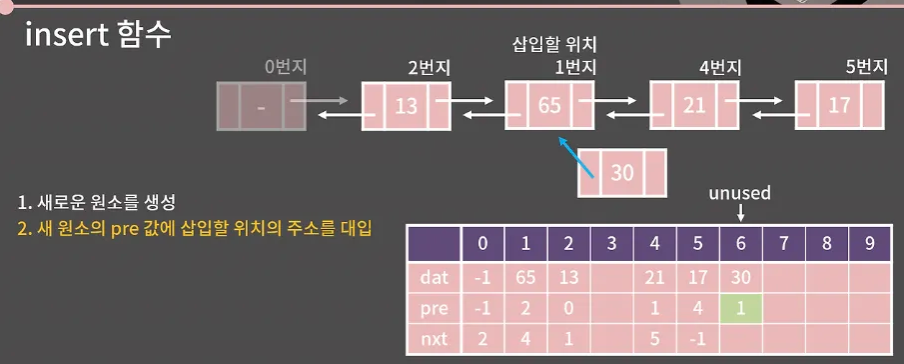 insert 함수
삽입할 위치
0번지 2번지 1번지 4번지 5번지
- 13 65 21 17
30
1. 새로운 원소를 생성
2. 새 원소의 pre 값에 삽입할 위치의 주소를 대입
unused
0 1 2 3 4 5 6 7 8 9
dat -1 65 13 21 17 30
pre -1 2 0 1 4 1
nxt 2 4 1 5 -1